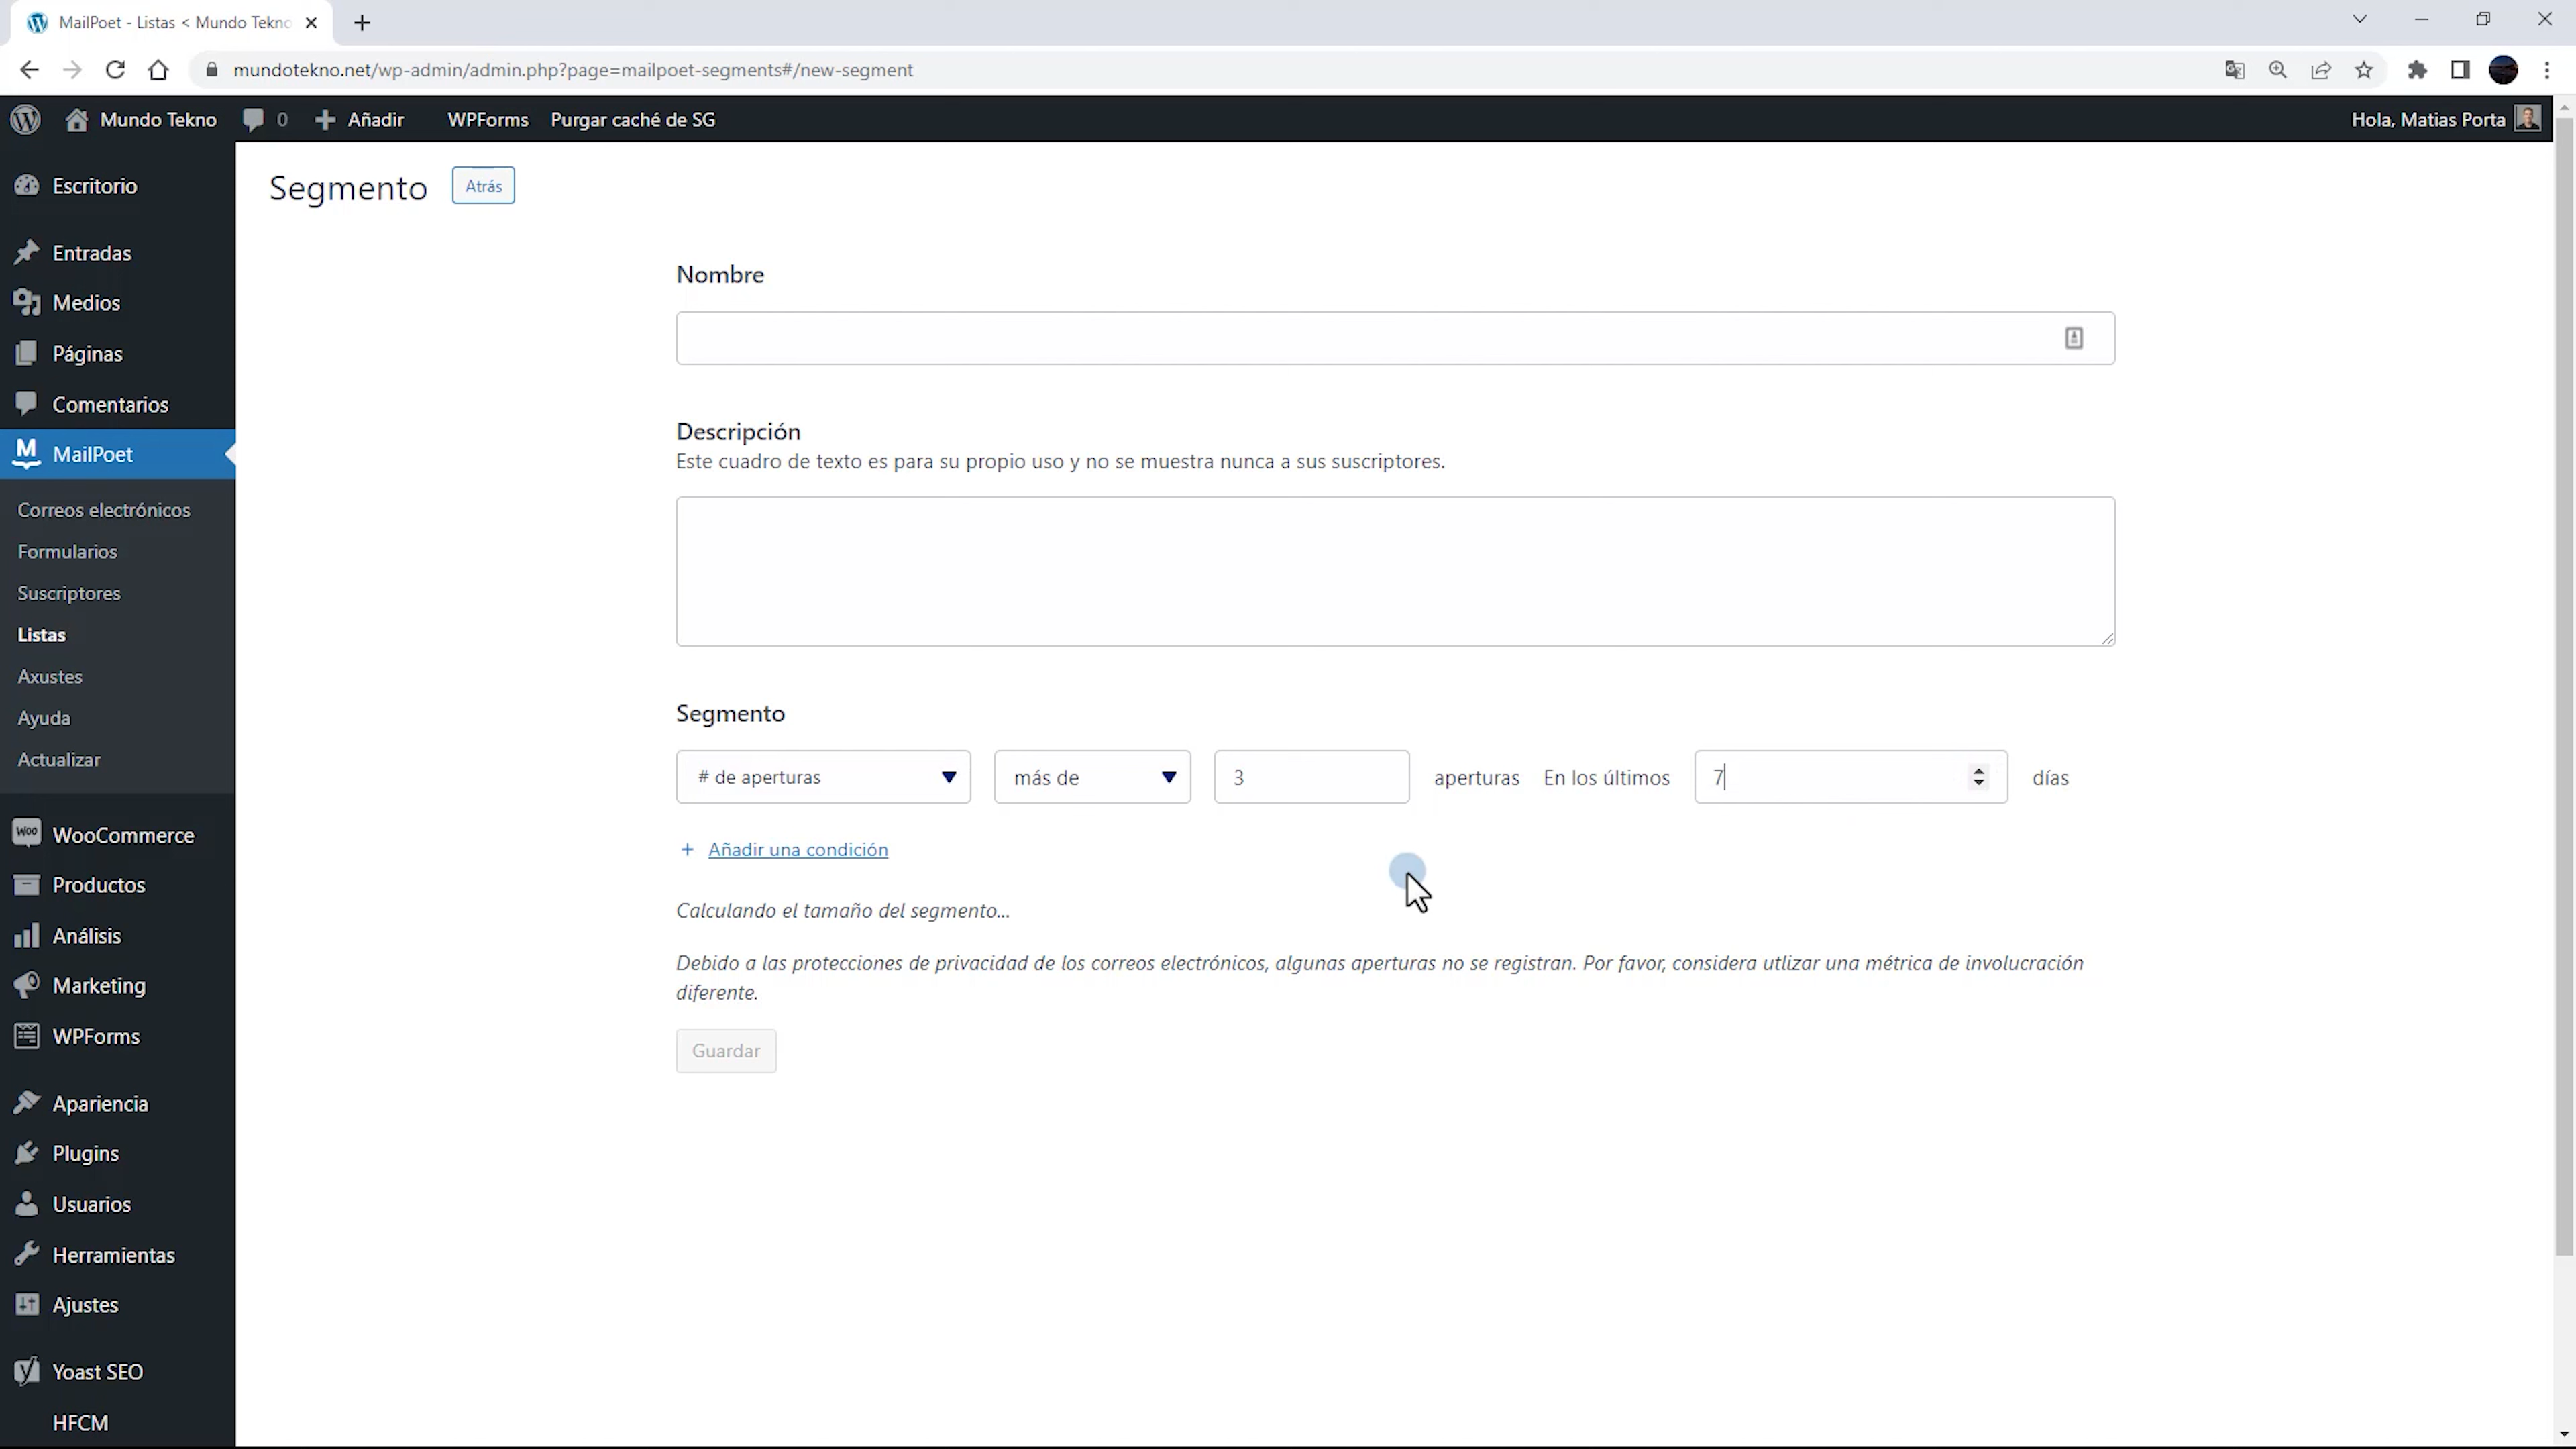 MailPoet - Listas < Mundo Tekno
mundotekno.net/wp-admin/admin.php?page=mailpoet-segments#/new-segment
Mundo Tekno
0
Añadir
WPForms
Purgar caché de SG
Hola, Matias Porta
Escritorio
Entradas
Medios
Páginas
Comentarios
MailPoet
Correos electrónicos
Formularios
Suscriptores
Listas
Axustes
Ayuda
Actualizar
WooCommerce
Productos
Análisis
Marketing
WPForms
Apariencia
Plugins
Usuarios
Herramientas
Ajustes
Yoast SEO
HFCM
Segmento
Atrás
Nombre
Descripción
Este cuadro de texto es para su propio uso y no se muestra nunca a sus suscriptores.
Segmento
# de aperturas
más de
3
aperturas
En los últimos
7
días
+ Añadir una condición
Calculando el tamaño del segmento...
Debido a las protecciones de privacidad de los correos electrónicos, algunas aperturas no se registran. Por favor, considera utlizar una métrica de involucración
diferente.
Guardar